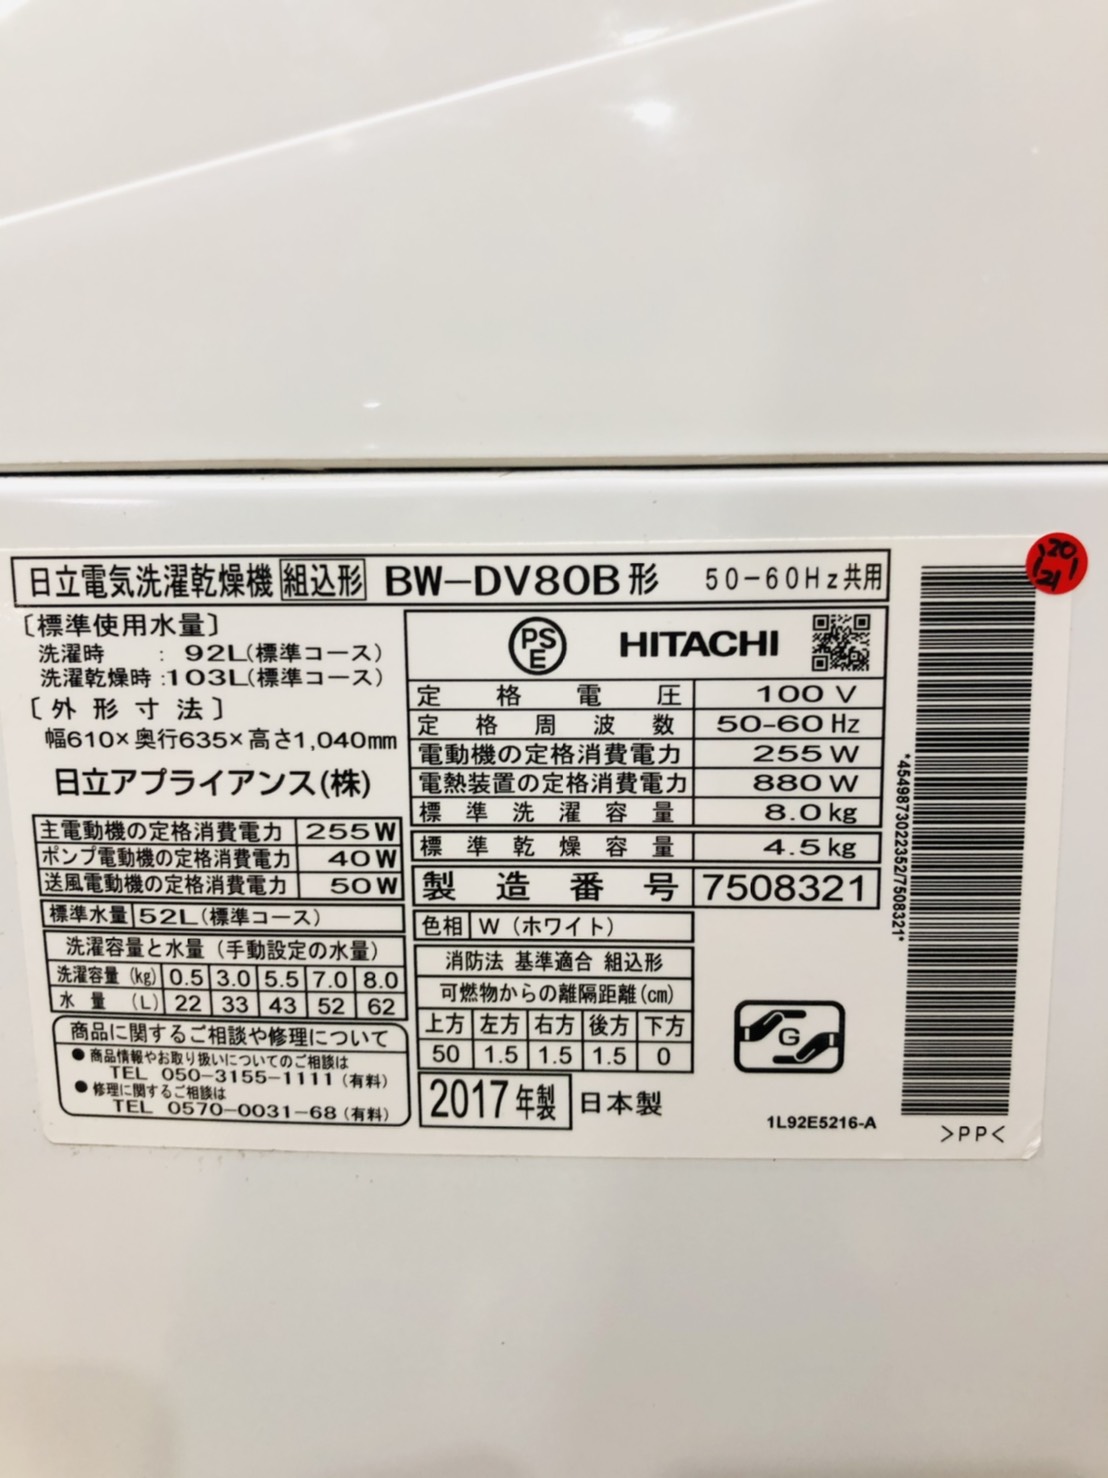 日立電気洗濯乾燥機 組込形 BW-DV80B形 50-60Hz共用
〔標準使用水量〕
洗濯時 : 92L(標準コース)
洗濯乾燥時:103L(標準コース)
〔外形寸法〕
幅610×奥行635×高さ1,040mm
日立アプライアンス(株)
主電動機の定格消費電力 255W
ポンプ電動機の定格消費電力 40W
送風電動機の定格消費電力 50W
標準水量 52L(標準コース)
洗濯容量と水量(手動設定の水量)
洗濯容量(kg) 0.5 3.0 5.5 7.0 8.0
水量(L) 22 33 43 52 62
商品に関するご相談や修理について
●商品情報やお取り扱いについてのご相談は
TEL 050-3155-1111(有料)
●修理に関するご相談は
TEL 0570-0031-68(有料)
PSE HITACHI
定格電圧 100V
定格周波数 50-60Hz
電動機の定格消費電力 255W
電熱装置の定格消費電力 880W
標準洗濯容量 8.0kg
標準乾燥容量 4.5kg
製造番号 7508321
色相 W(ホワイト)
消防法 基準適合 組込形
可燃物からの離隔距離(cm)
上方 左方 右方 後方 下方
50 1.5 1.5 1.5 0
2017年製 日本製
G
1L92E5216-A
*4549873022352/7508321*
>PP<